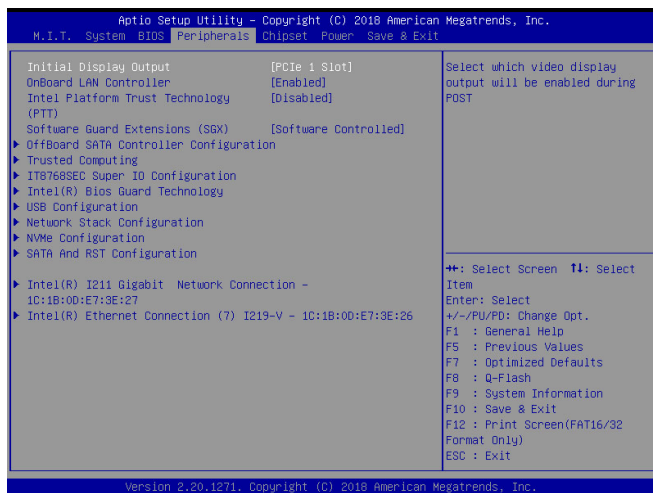 Aptio Setup Utility – Copyright (C) 2018 American Megatrends, Inc.
M.I.T. System BIOS Peripherals Chipset Power Save & Exit
Initial Display Output [PCIe 1 Slot]
OnBoard LAN Controller [Enabled]
Intel Platform Trust Technology [Disabled]
(PTT)
Software Guard Extensions (SGX) [Software Controlled]
OffBoard SATA Controller Configuration
Trusted Computing
IT8768SEC Super IO Configuration
Intel(R) Bios Guard Technology
USB Configuration
Network Stack Configuration
NVMe Configuration
SATA And RST Configuration
Intel(R) I211 Gigabit Network Connection –
1C:1B:0D:E7:3E:27
Intel(R) Ethernet Connection (7) I219-V – 1C:1B:0D:E7:3E:26
Select which video display
output will be enabled during
POST
→←: Select Screen ↑↓: Select
Item
Enter: Select
+/-/PU/PD: Change Opt.
F1 : General Help
F5 : Previous Values
F7 : Optimized Defaults
F8 : Q-Flash
F9 : System Information
F10 : Save & Exit
F12 : Print Screen(FAT16/32
Format Only)
ESC : Exit
Version 2.20.1271. Copyright (C) 2018 American Megatrends, Inc.